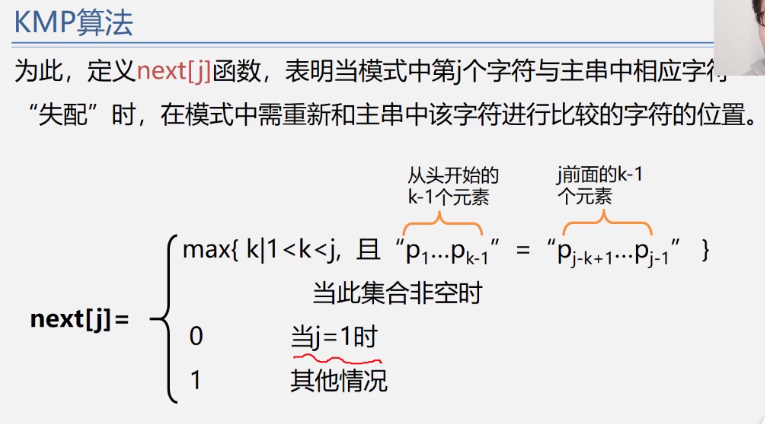 KMP算法
为此，定义next[j]函数，表明当模式中第j个字符与主串中相应字符
“失配”时，在模式中需重新和主串中该字符进行比较的字符的位置。
从头开始的
k-1个元素
j前面的k-1
个元素
max{ k|1<k<j, 且 “p1…pk-1” = “pj-k+1…pj-1” }
当此集合非空时
next[j]=
0 当j=1时
1 其他情况